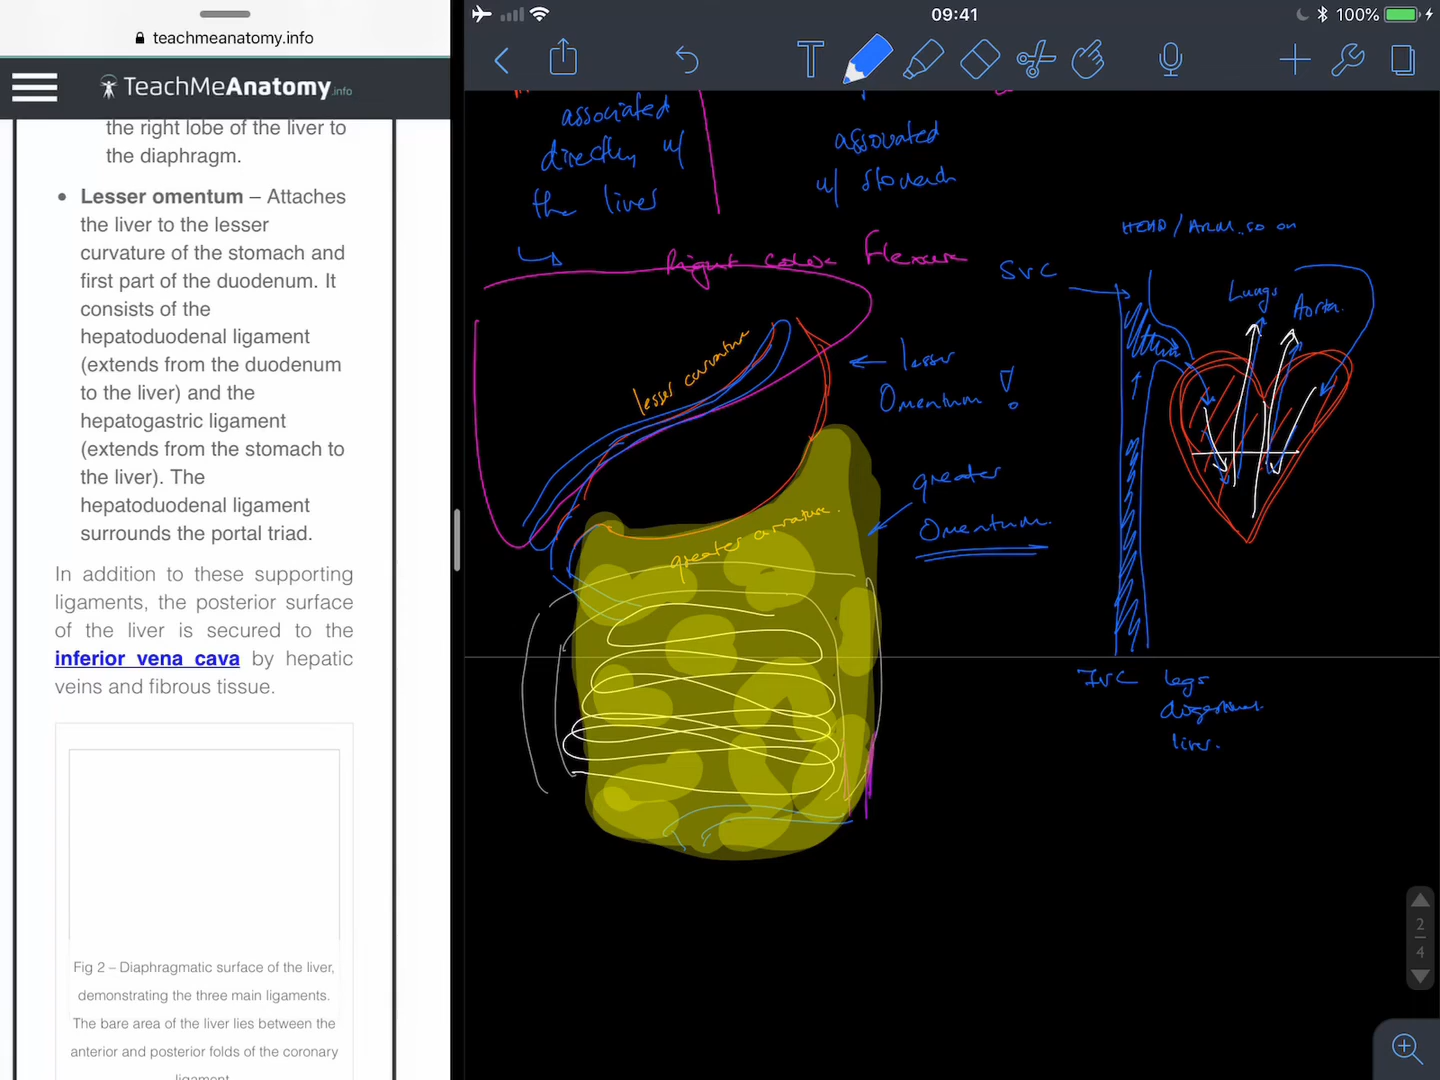 teachmeanatomy.info
TeachMeAnatomy.info
the right lobe of the liver to
the diaphragm.
Lesser omentum – Attaches
the liver to the lesser
curvature of the stomach and
first part of the duodenum. It
consists of the
hepatoduodenal ligament
(extends from the duodenum
to the liver) and the
hepatogastric ligament
(extends from the stomach to
the liver). The
hepatoduodenal ligament
surrounds the portal triad.
In addition to these supporting
ligaments, the posterior surface
of the liver is secured to the
inferior vena cava by hepatic
veins and fibrous tissue.
Fig 2 – Diaphragmatic surface of the liver,
demonstrating the three main ligaments.
The bare area of the liver lies between the
anterior and posterior folds of the coronary
ligament
09:41
100%
T
associated
directly w/
the liver
assovated
w/ stomach
Right colic Flexure
lesser curvature
lesser
Omentum !
greater
Omentum.
greater curvature.
HEAD / ARM.. so on
SVC
Lungs
Aorta.
IVC legs
liver.
2
4